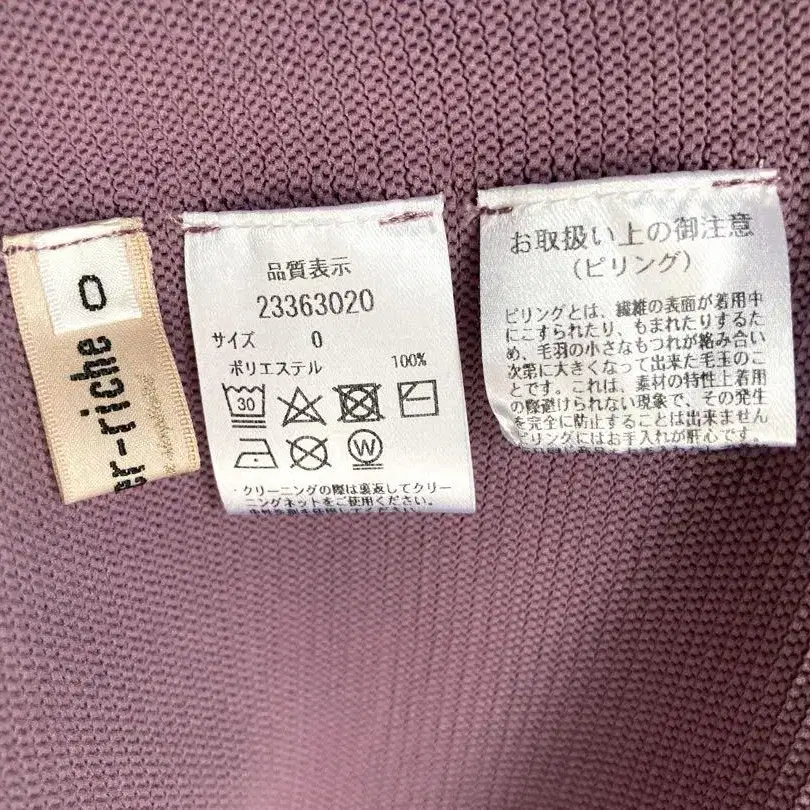 0
er-riche
品質表示
23363020
サイズ 0
ポリエステル 100%
30
W
・クリーニングの際は裏返してクリー
ニングネットをご使用ください。
お取扱い上の御注意
(ピリング)
ピリングとは、繊維の表面が着用中
にこすられたり、もまれたりするた
め、毛羽の小さなもつれが絡み合い
次第に大きくなって出来た毛玉のこ
とです。これは、素材の特性上着用
の際避けられない現象で、その発生
を完全に防止することは出来ません
ピリングにはお手入れが肝心です。